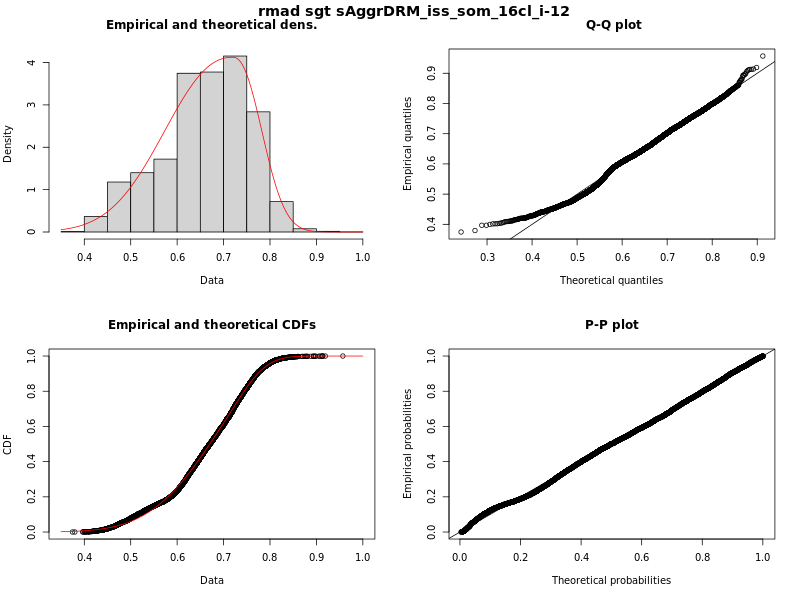 rmad sgt sAggrDRM_iss_som_16cl_i-12
Empirical and theoretical dens.
Density
0 1 2 3 4
0.4 0.5 0.6 0.7 0.8 0.9 1.0
Data
Q-Q plot
Empirical quantiles
0.4 0.5 0.6 0.7 0.8 0.9
0.3 0.4 0.5 0.6 0.7 0.8 0.9
Theoretical quantiles
Empirical and theoretical CDFs
CDF
0.0 0.2 0.4 0.6 0.8 1.0
0.4 0.5 0.6 0.7 0.8 0.9 1.0
Data
P-P plot
Empirical probabilities
0.0 0.2 0.4 0.6 0.8 1.0
0.0 0.2 0.4 0.6 0.8 1.0
Theoretical probabilities